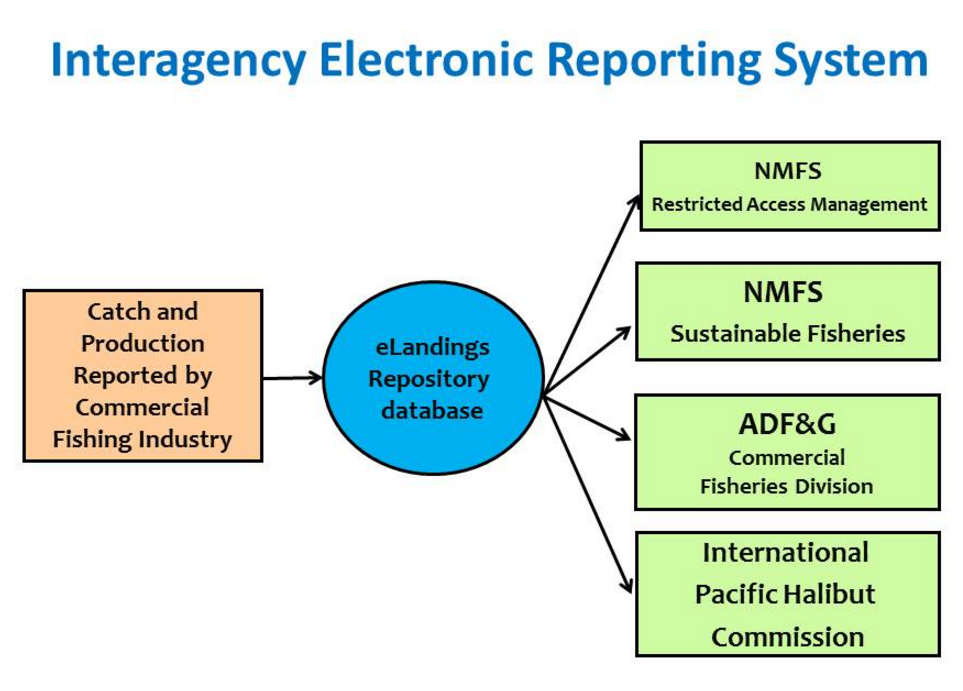 Interagency Electronic Reporting System
Catch and
Production
Reported by
Commercial
Fishing Industry
eLandings
Repository
database
NMFS
Restricted Access Management
NMFS
Sustainable Fisheries
ADF&G
Commercial
Fisheries Division
International
Pacific Halibut
Commission